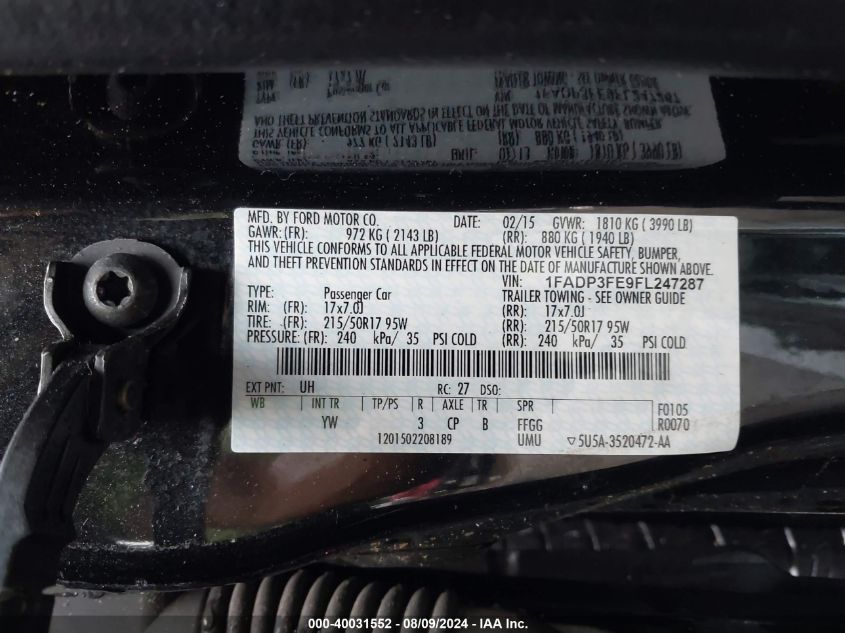 MFD. BY FORD MOTOR CO. DATE: 02/15 GVWR: 1810 KG ( 3990 LB)
GAWR:(FR): 972 KG ( 2143 LB) (RR): 880 KG ( 1940 LB)
THIS VEHICLE CONFORMS TO ALL APPLICABLE FEDERAL MOTOR VEHICLE SAFETY, BUMPER,
AND THEFT PREVENTION STANDARDS IN EFFECT ON THE DATE OF MANUFACTURE SHOWN ABOVE.
VIN: 1FADP3FE9FL247287
TYPE: Passenger Car TRAILER TOWING - SEE OWNER GUIDE
RIM: (FR): 17x7.0J (RR): 17x7.0J
TIRE: (FR): 215/50R17 95W (RR): 215/50R17 95W
PRESSURE:(FR): 240 kPa/ 35 PSI COLD (RR): 240 kPa/ 35 PSI COLD
EXT PNT: UH RC: 27 DSO:
WB INT TR TP/PS R AXLE TR SPR F0105
YW 3 CP B FFGG R0070
1201502208189 UMU ▽5U5A-3520472-AA
000-40031552 - 08/09/2024 - IAA Inc.